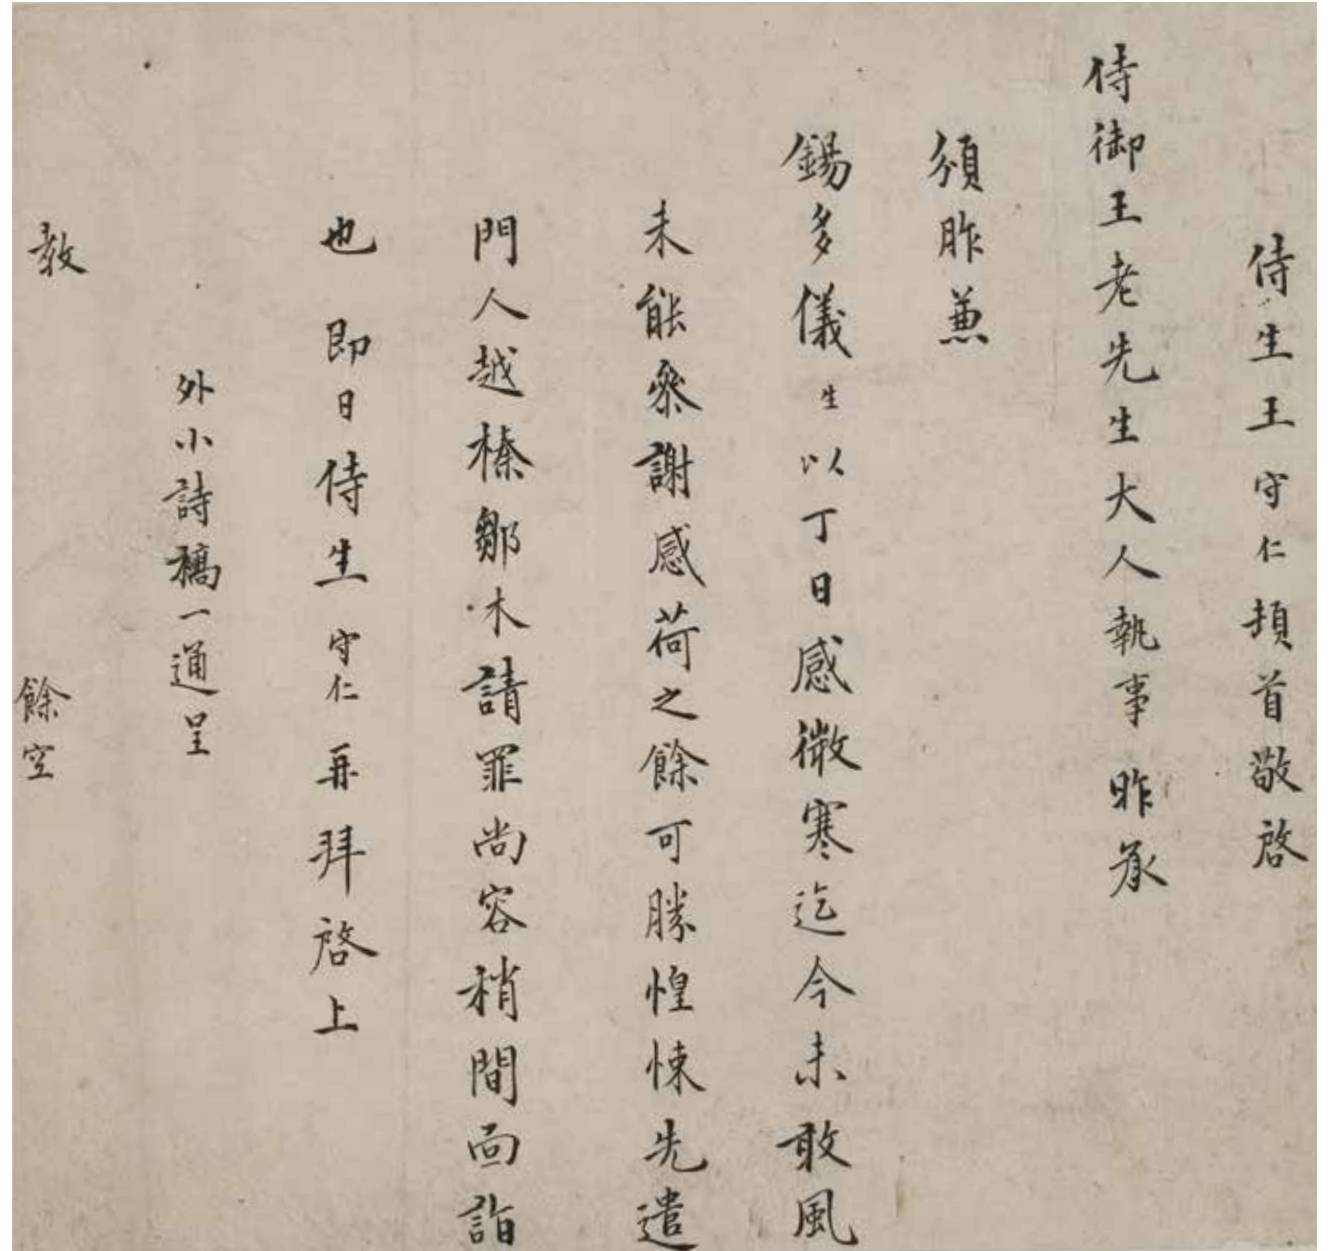 侍生王守仁頓首敬啓
侍御王老先生大人執事昨承
頒胙兼
錫多儀生以丁日感微寒迄今未敢風
未能參謝感荷之餘可勝惶悚先遣
門人越榛鄒木請罪尚容稍間面詣
也即日侍生守仁再拜啓上
外小詩稿一通呈
教 餘空